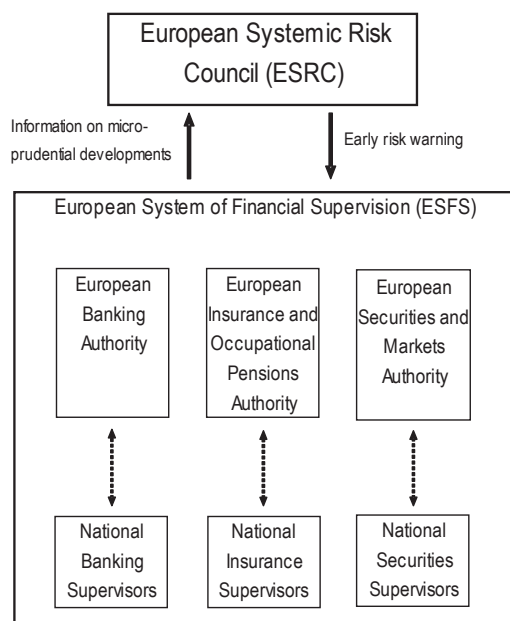 European Systemic Risk
Council (ESRC)
Information on micro-
prudential developments
Early risk warning
European System of Financial Supervision (ESFS)
European
Banking
Authority
European
Insurance and
Occupational
Pensions
Authority
European
Securities and
Markets
Authority
National
Banking
Supervisors
National
Insurance
Supervisors
National
Securities
Supervisors